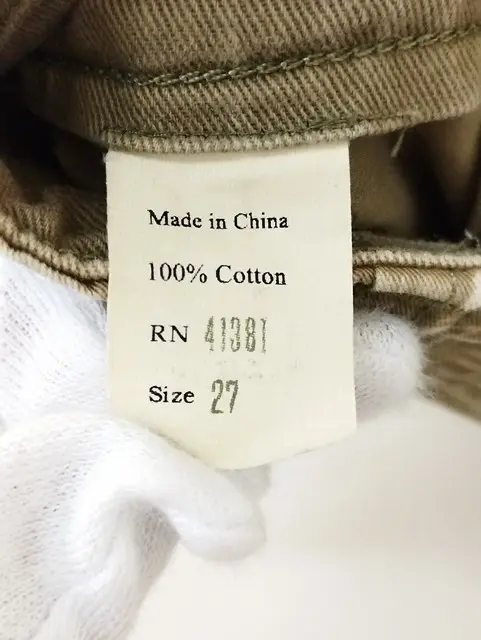 Made in China
100% Cotton
RN 41381
Size 27